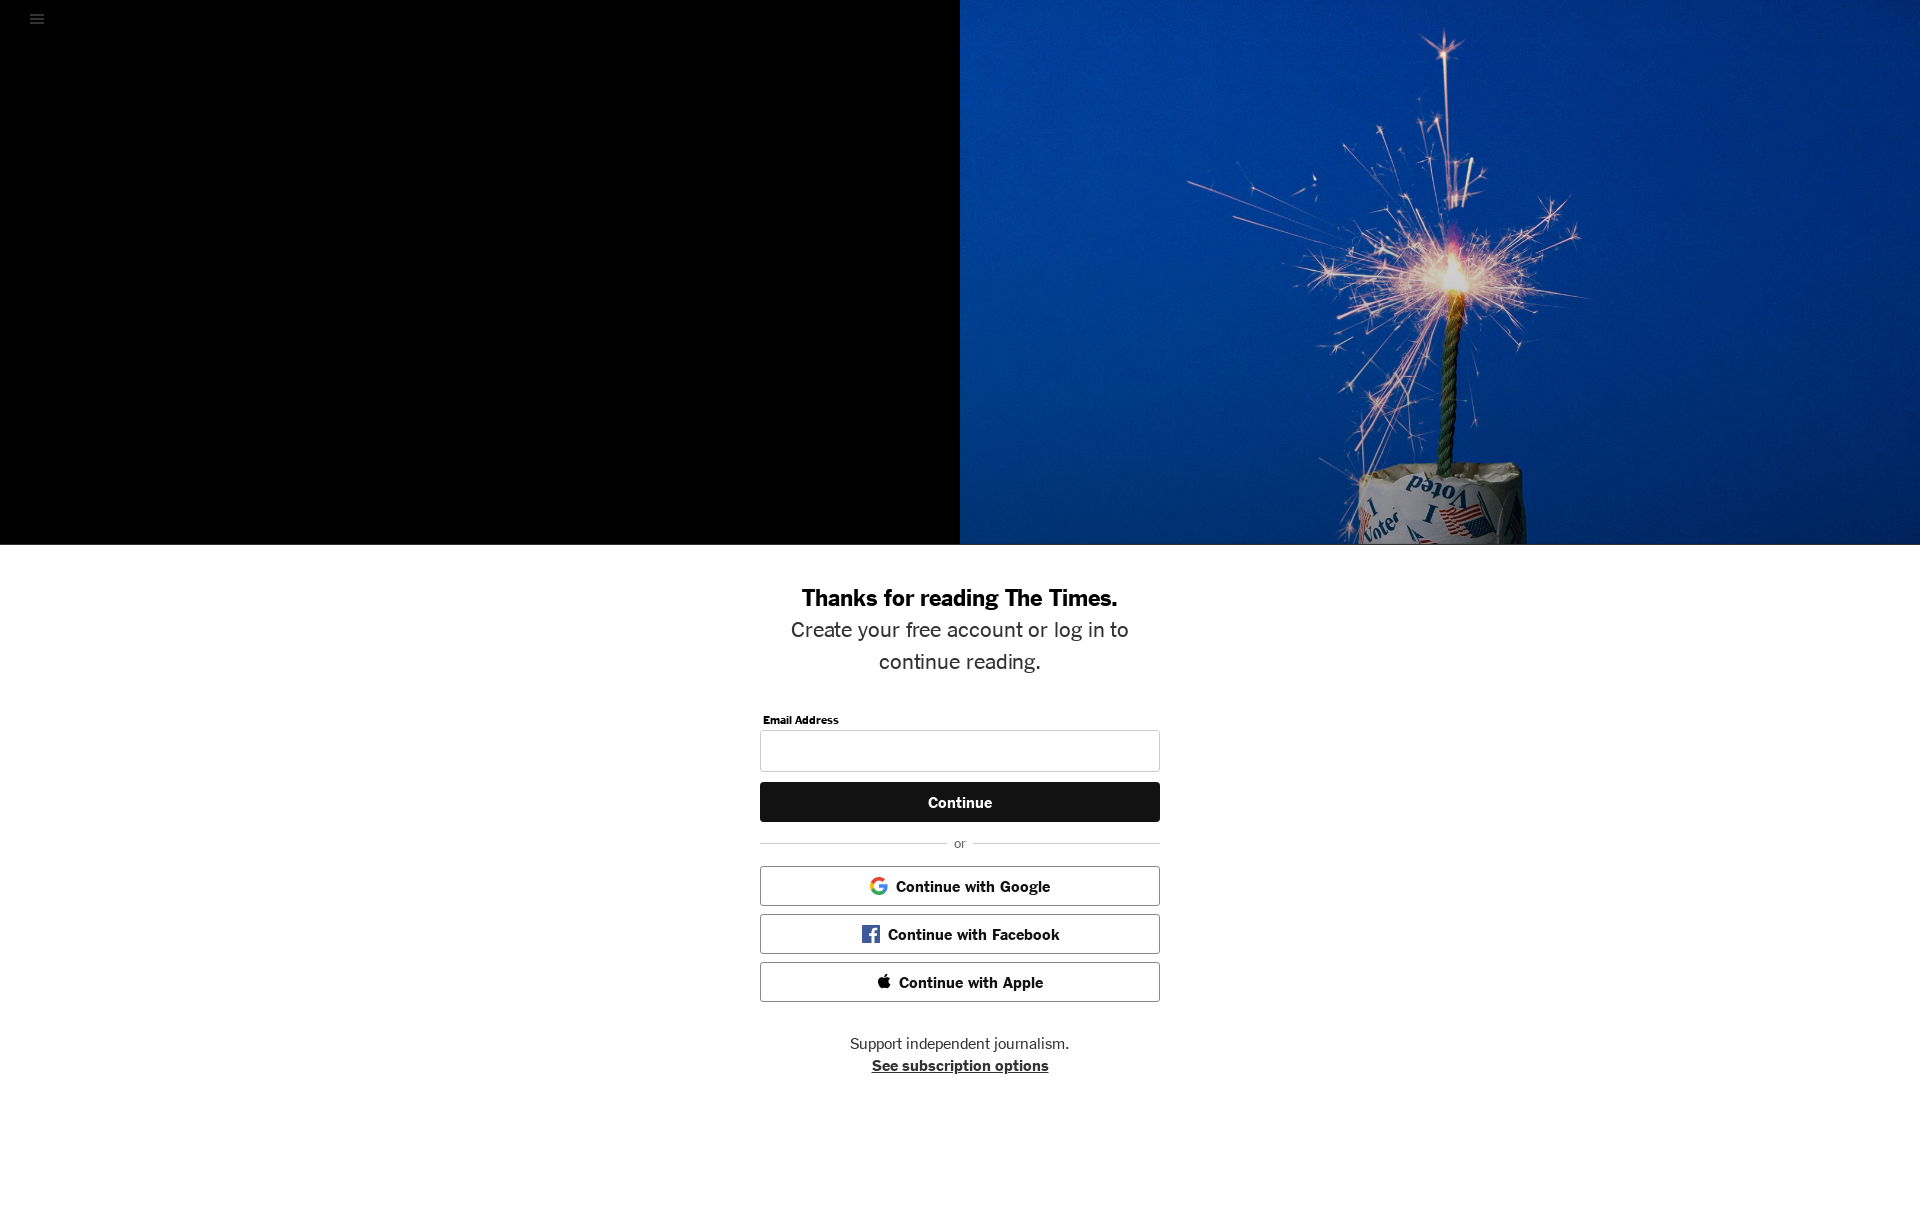 Voted
I
I
Voted
Thanks for reading The Times.
Create your free account or log in to
continue reading.
Email Address
Continue
or
Continue with Google
Continue with Facebook
Continue with Apple
Support independent journalism.
See subscription options